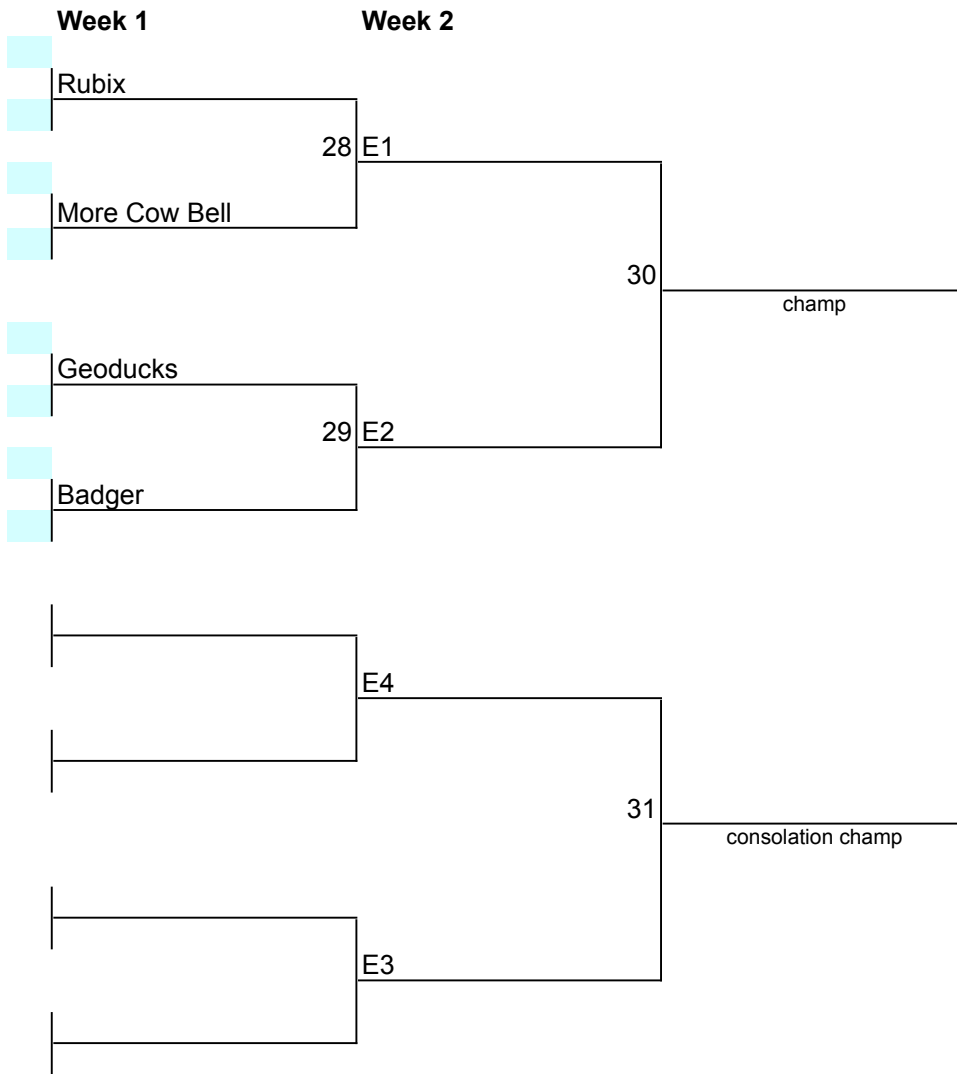 Week 1 Week 2
Rubix
28 E1
More Cow Bell
30
champ
Geoducks
29 E2
Badger
E4
31
consolation champ
E3